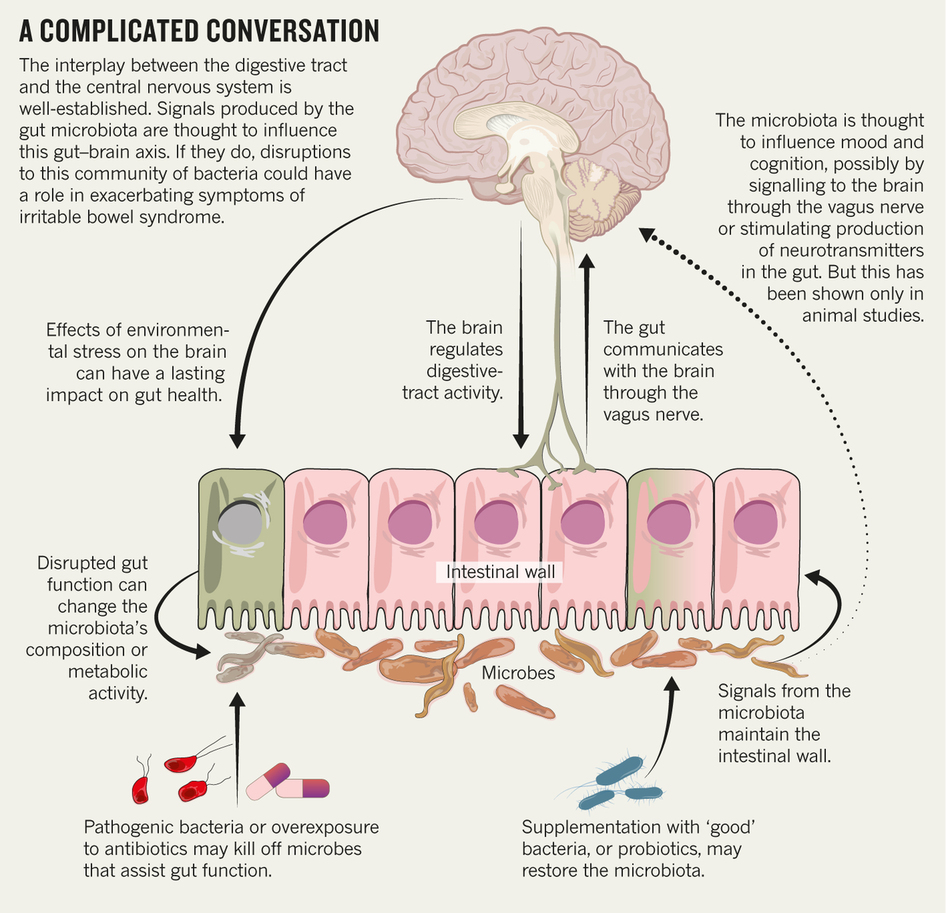 A COMPLICATED CONVERSATION
The interplay between the digestive tract
and the central nervous system is
well-established. Signals produced by the
gut microbiota are thought to influence
this gut–brain axis. If they do, disruptions
to this community of bacteria could have
a role in exacerbating symptoms of
irritable bowel syndrome.
The microbiota is thought
to influence mood and
cognition, possibly by
signalling to the brain
through the vagus nerve
or stimulating production
of neurotransmitters
in the gut. But this has
been shown only in
animal studies.
Effects of environmen-
tal stress on the brain
can have a lasting
impact on gut health.
The brain
regulates
digestive-
tract activity.
The gut
communicates
with the brain
through the
vagus nerve.
Intestinal wall
Disrupted gut
function can
change the
microbiota’s
composition or
metabolic
activity.
Microbes
Signals from the
microbiota
maintain the
intestinal wall.
Pathogenic bacteria or overexposure
to antibiotics may kill off microbes
that assist gut function.
Supplementation with ‘good’
bacteria, or probiotics, may
restore the microbiota.